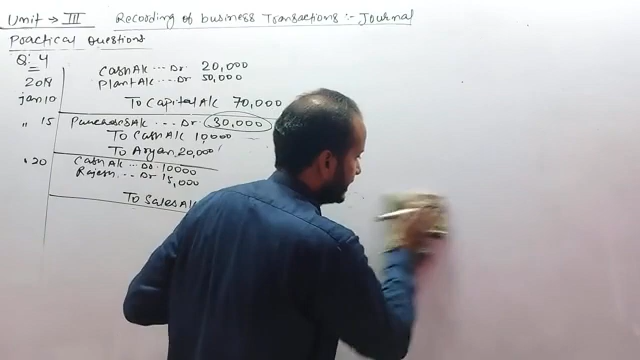 Unit → III Recording of business Transactions :- Journal
Practical Questions
Q: 4
2019 Cash A/c .... Dr. 20,000
Plant A/c ... Dr 50,000
Jan 10 To Capital A/c 70,000
" 15 Purchases A/c ... Dr. 30,000
To Cash A/c 10,000
To Aryan 20,000
" 20 Cash A/c ... Dr 10000
Rajesh ... Dr 15,000
To Sales A/c